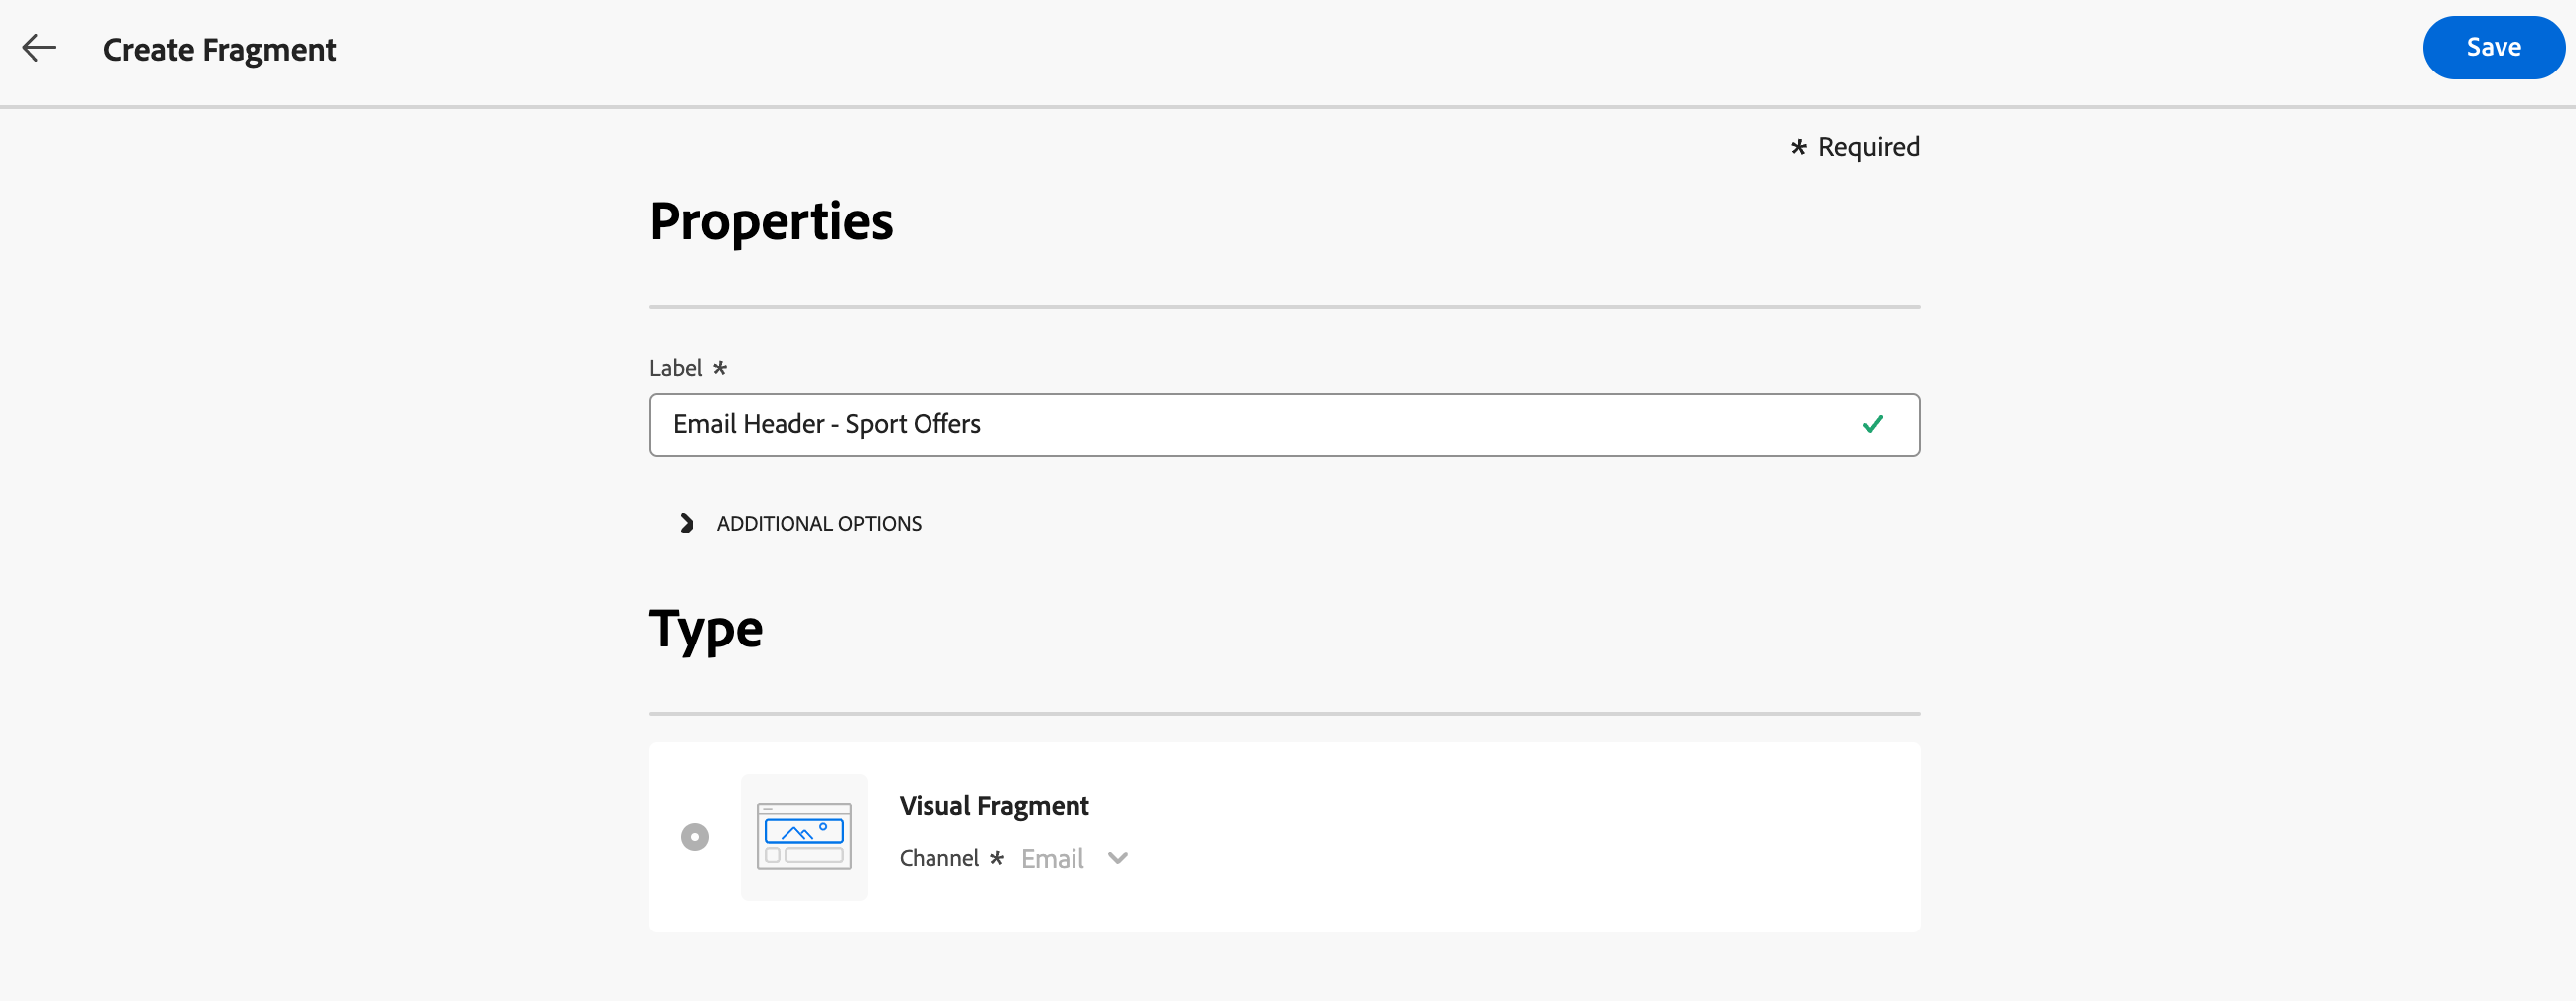 Create Fragment
Save
* Required
Properties
Label *
Email Header - Sport Offers
ADDITIONAL OPTIONS
Type
Visual Fragment
Channel * Email